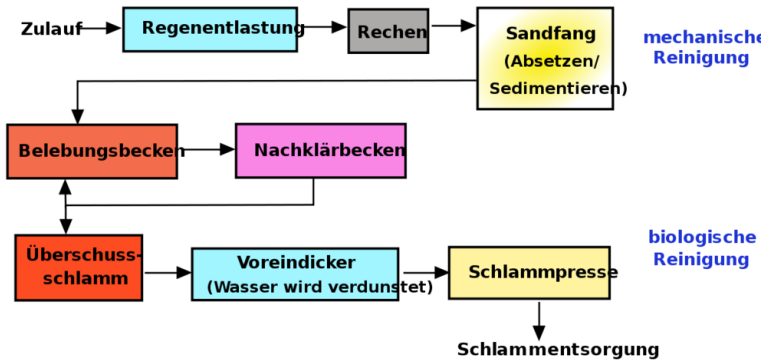 Zulauf
Regenentlastung
Rechen
Sandfang
(Absetzen/
Sedimentieren)
mechanische
Reinigung
Belebungsbecken
Nachklärbecken
Überschuss-
schlamm
Voreindicker
(Wasser wird verdunstet)
Schlammpresse
biologische
Reinigung
Schlammentsorgung